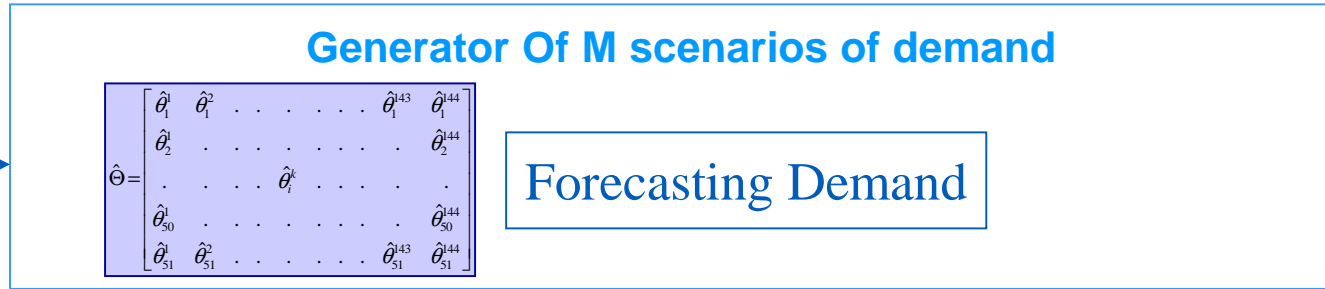 Generator Of M scenarios of demand
θ̂₁¹ θ̂₁² . . . . . . θ̂₁¹⁴³ θ̂₁¹⁴⁴
θ̂₂¹ . . . . . . . . θ̂₂¹⁴⁴
Θ̂= . . . . θ̂ᵢᵏ . . . . .
θ̂₅₀¹ . . . . . . . . θ̂₅₀¹⁴⁴
θ̂₅₁¹ θ̂₅₁² . . . . . . θ̂₅₁¹⁴³ θ̂₅₁¹⁴⁴
Forecasting Demand